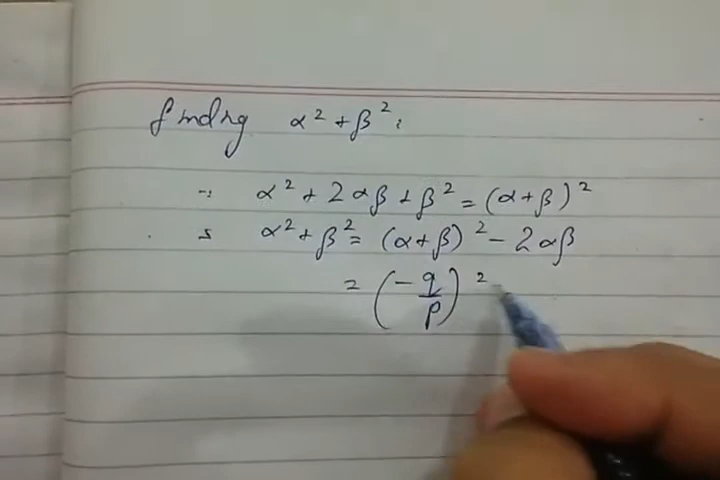 finding α² + β² :
∴ α² + 2αβ + β² = (α+β)²
α² + β² = (α+β)² - 2αβ
= (-q/p)²